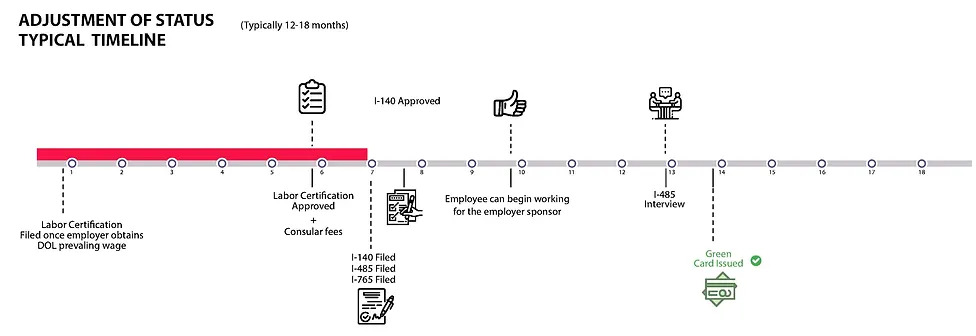 ADJUSTMENT OF STATUS
TYPICAL TIMELINE
(Typically 12-18 months)
I-140 Approved
1 2 3 4 5 6 7 8 9 10 11 12 13 14 15 16 17 18
Labor Certification
Filed once employer obtains
DOL prevaling wage
Labor Certification
Approved
+
Consular fees
I-140 Filed
I-485 Filed
I-765 Filed
Employee can begin working
for the employer sponsor
I-485
Interview
Green
Card Issued